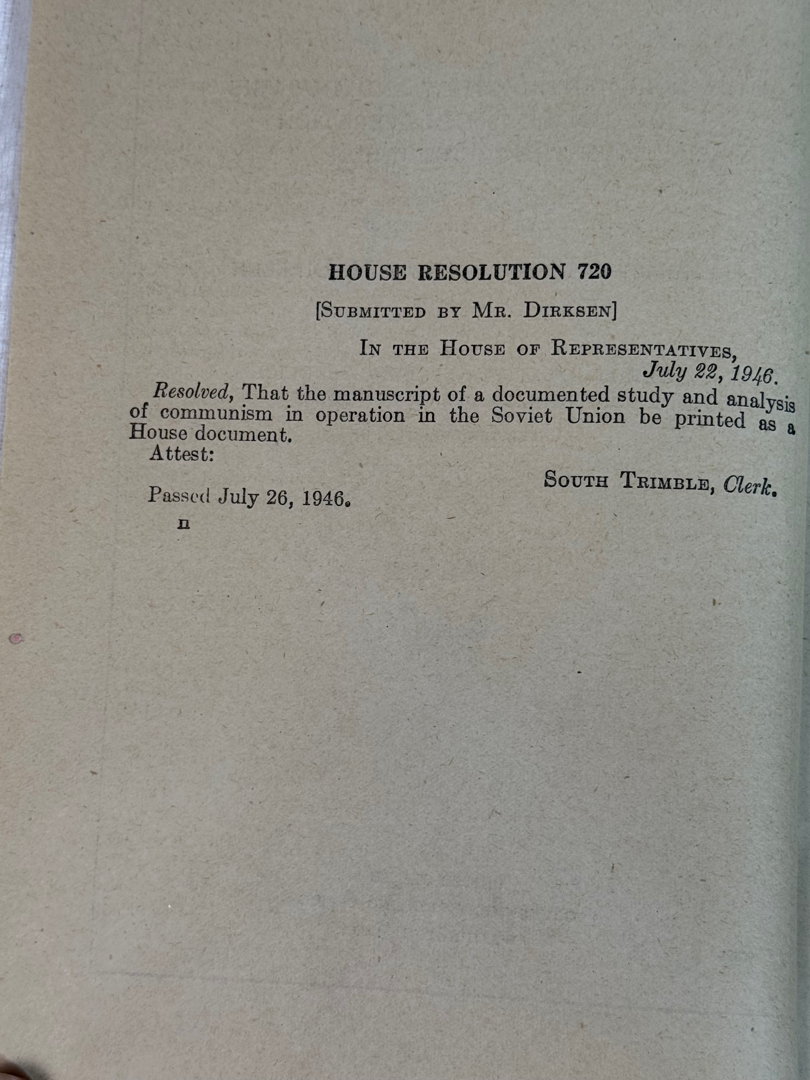 HOUSE RESOLUTION 720
[Submitted by Mr. Dirksen]
In the House of Representatives,
July 22, 1946.
Resolved, That the manuscript of a documented study and analysis
of communism in operation in the Soviet Union be printed as a
House document.
Attest:
South Trimble, Clerk.
Passed July 26, 1946.
II